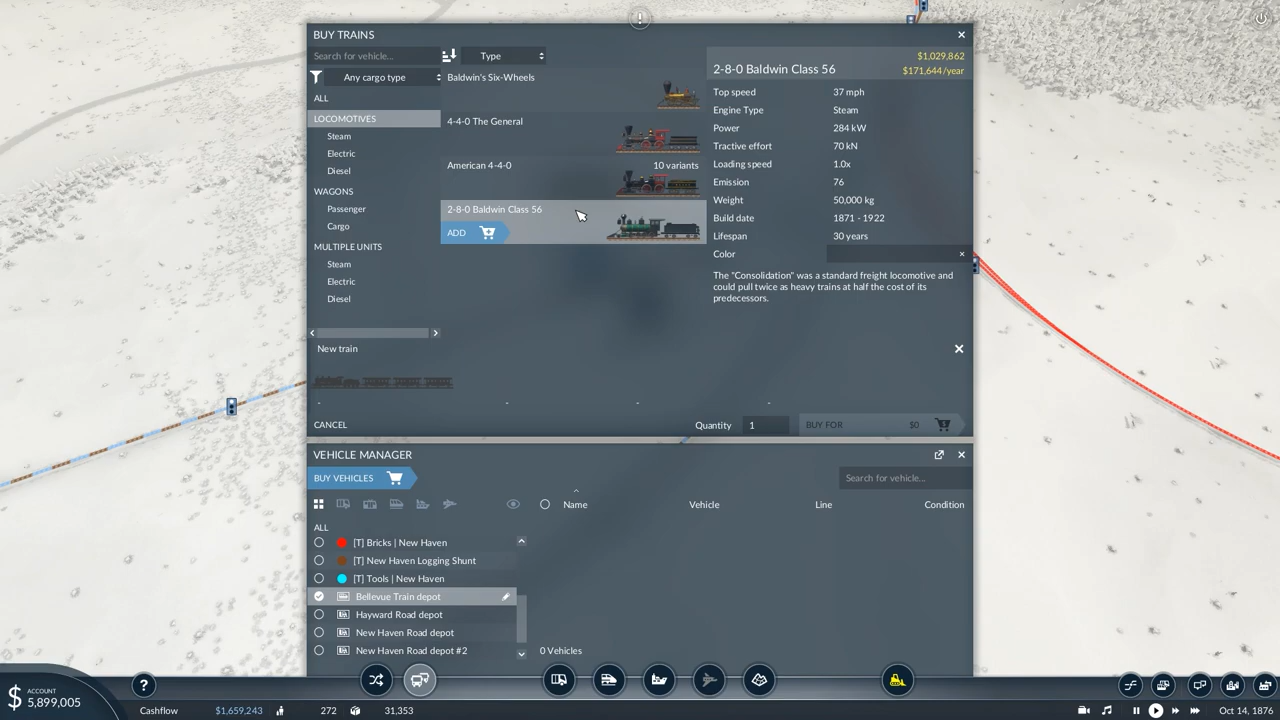 BUY TRAINS
Search for vehicle...
Type
Any cargo type
ALL
LOCOMOTIVES
Steam
Electric
Diesel
WAGONS
Passenger
Cargo
MULTIPLE UNITS
Steam
Electric
Diesel
Baldwin's Six-Wheels
4-4-0 The General
American 4-4-0 10 variants
2-8-0 Baldwin Class 56
ADD
$1,029,862
2-8-0 Baldwin Class 56
$171,644/year
Top speed 37 mph
Engine Type Steam
Power 284 kW
Tractive effort 70 kN
Loading speed 1.0x
Emission 76
Weight 50,000 kg
Build date 1871 - 1922
Lifespan 30 years
Color
The "Consolidation" was a standard freight locomotive and
could pull twice as heavy trains at half the cost of its
predecessors.
New train
- - - -
CANCEL
Quantity 1
BUY FOR $0
VEHICLE MANAGER
BUY VEHICLES
Search for vehicle...
Name Vehicle Line Condition
ALL
[T] Bricks | New Haven
[T] New Haven Logging Shunt
[T] Tools | New Haven
Bellevue Train depot
Hayward Road depot
New Haven Road depot
New Haven Road depot #2
0 Vehicles
$ ACCOUNT
5,899,005
?
Cashflow $1,659,243 272 31,353
Oct 14, 1876